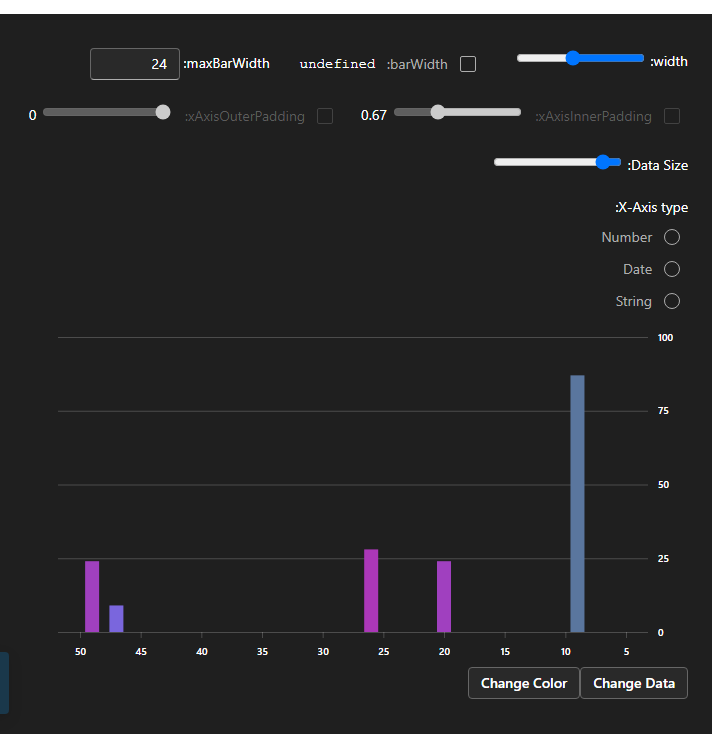 :width
undefined :barWidth
24 :maxBarWidth
:xAxisInnerPadding
0.67
:xAxisOuterPadding
0
:Data Size
:X-Axis type
Number
Date
String
100
75
50
25
0
50 45 40 35 30 25 20 15 10 5
Change Color Change Data